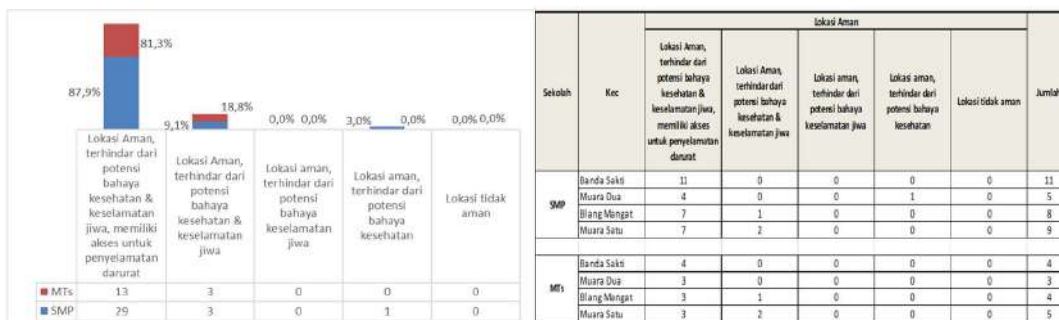 81,3%
87,9%
18,8%
9,1%
0,0% 0,0%
3,0% 0,0%
0,0% 0,0%
Lokasi Aman,
terhindar dari
potensi
bahaya
kesehatan &
keselamatan
jiwa, memiliki
akses untuk
penyelamatan
darurat
Lokasi Aman,
terhindar dari
potensi
bahaya
kesehatan &
keselamatan
jiwa
Lokasi aman,
terhindar dari
potensi
bahaya
keselamatan
jiwa
Lokasi aman,
terhindar dari
potensi
bahaya
kesehatan
Lokasi tidak
aman
MTs 13 3 0 0 0
SMP 29 3 0 1 0
Lokasi Aman
Sekolah
Kec
Lokasi Aman,
terhindar dari
potensi bahaya
kesehatan &
keselamatan jiwa,
memiliki akses
untuk penyelamatan
darurat
Lokasi Aman,
terhindar dari
potensi bahaya
kesehatan &
keselamatan jiwa
Lokasi aman,
terhindar dari
potensi bahaya
keselamatan jiwa
Lokasi aman,
terhindar dari
potensi bahaya
kesehatan
Lokasi tidak aman
Jumlah
SMP
Banda Sakti 11 0 0 0 0 11
Muara Dua 4 0 0 1 0 5
Blang Mangat 7 1 0 0 0 8
Muara Satu 7 2 0 0 0 9
MTs
Banda Sakti 4 0 0 0 0 4
Muara Dua 3 0 0 0 0 3
Blang Mangat 3 1 0 0 0 4
Muara Satu 3 2 0 0 0 5